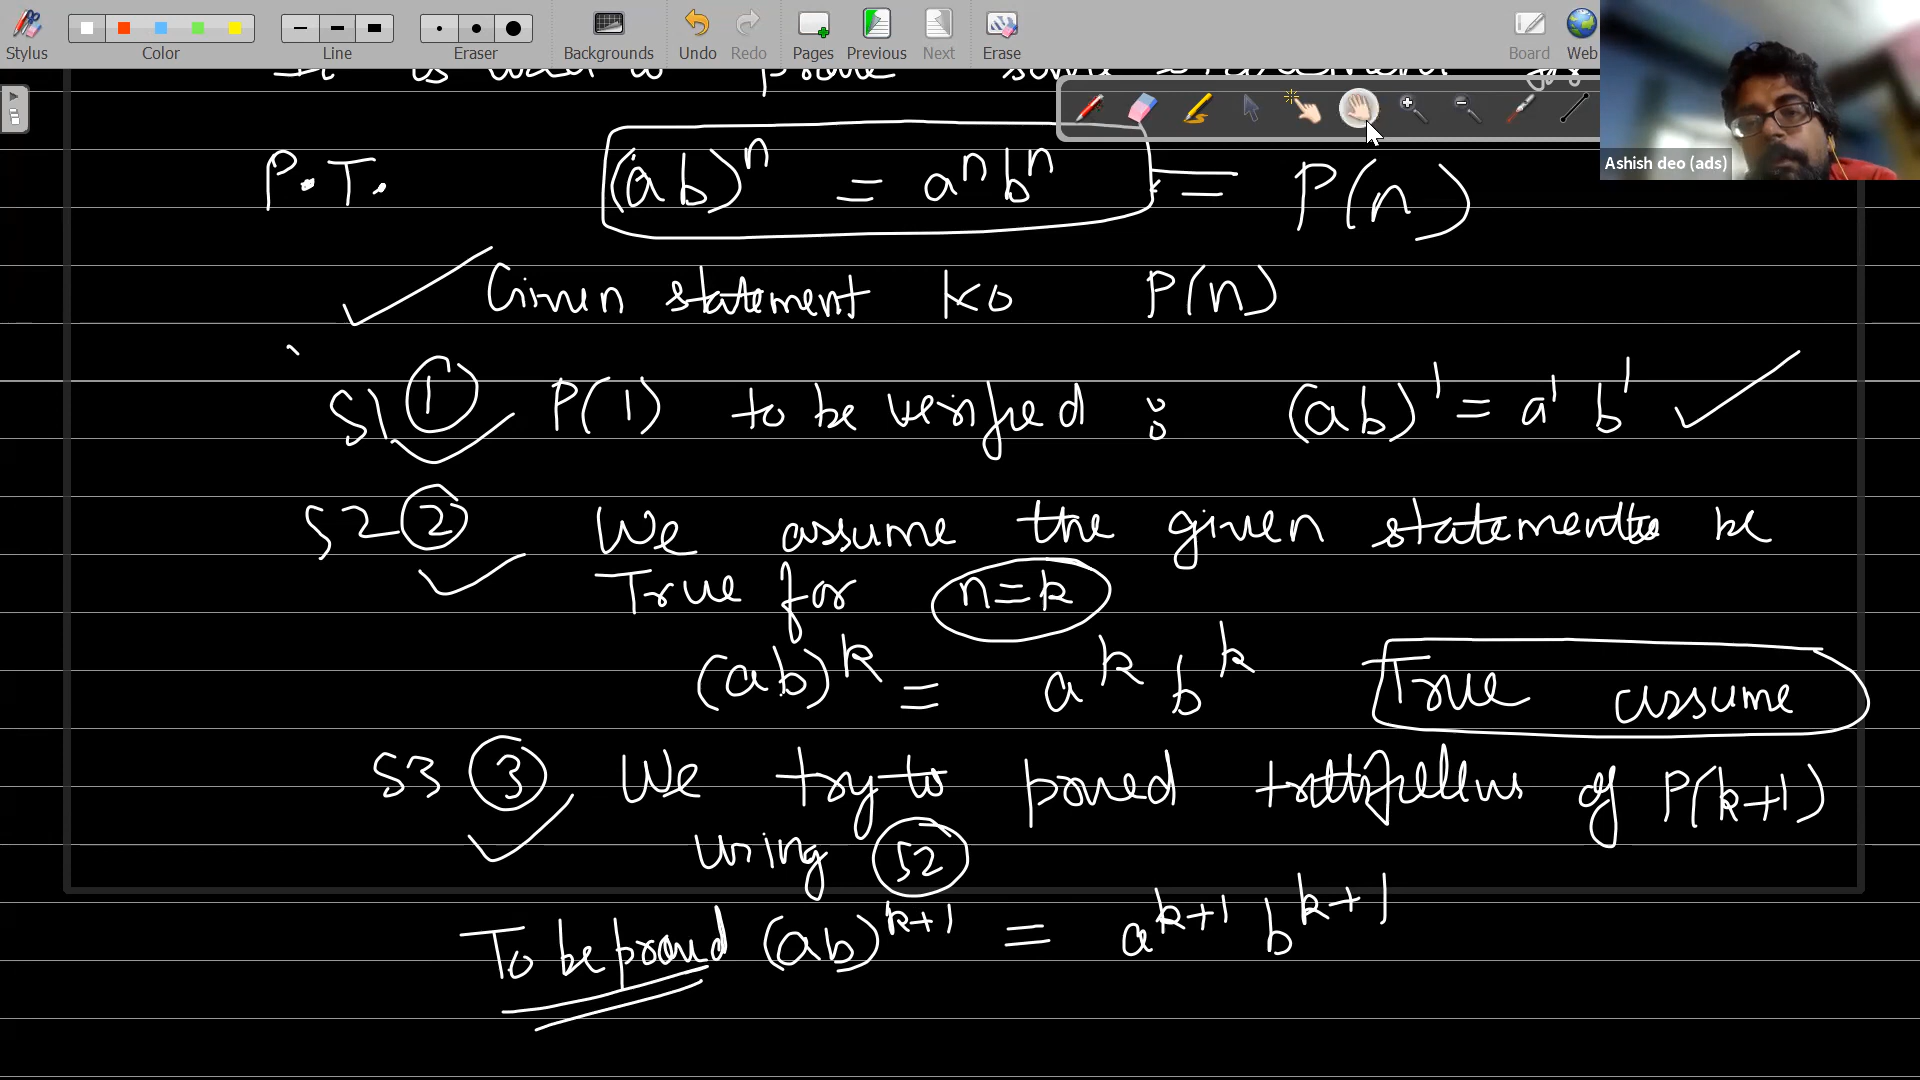 Stylus Color Line Eraser Backgrounds Undo Redo Pages Previous Next Erase Board Web
Ashish deo (ads)
P.T. (ab)^n = a^n b^n = P(n)
Given statement ko P(n)
S1 ① P(1) to be verified : (ab)^1 = a^1 b^1 ✓
S2 ② We assume the given statement to be
True for n=k
(ab)^k = a^k b^k True assume
S3 ③ We try to proved of P(k+1)
using S2
To be proved (ab)^{k+1} = a^{k+1} b^{k+1}